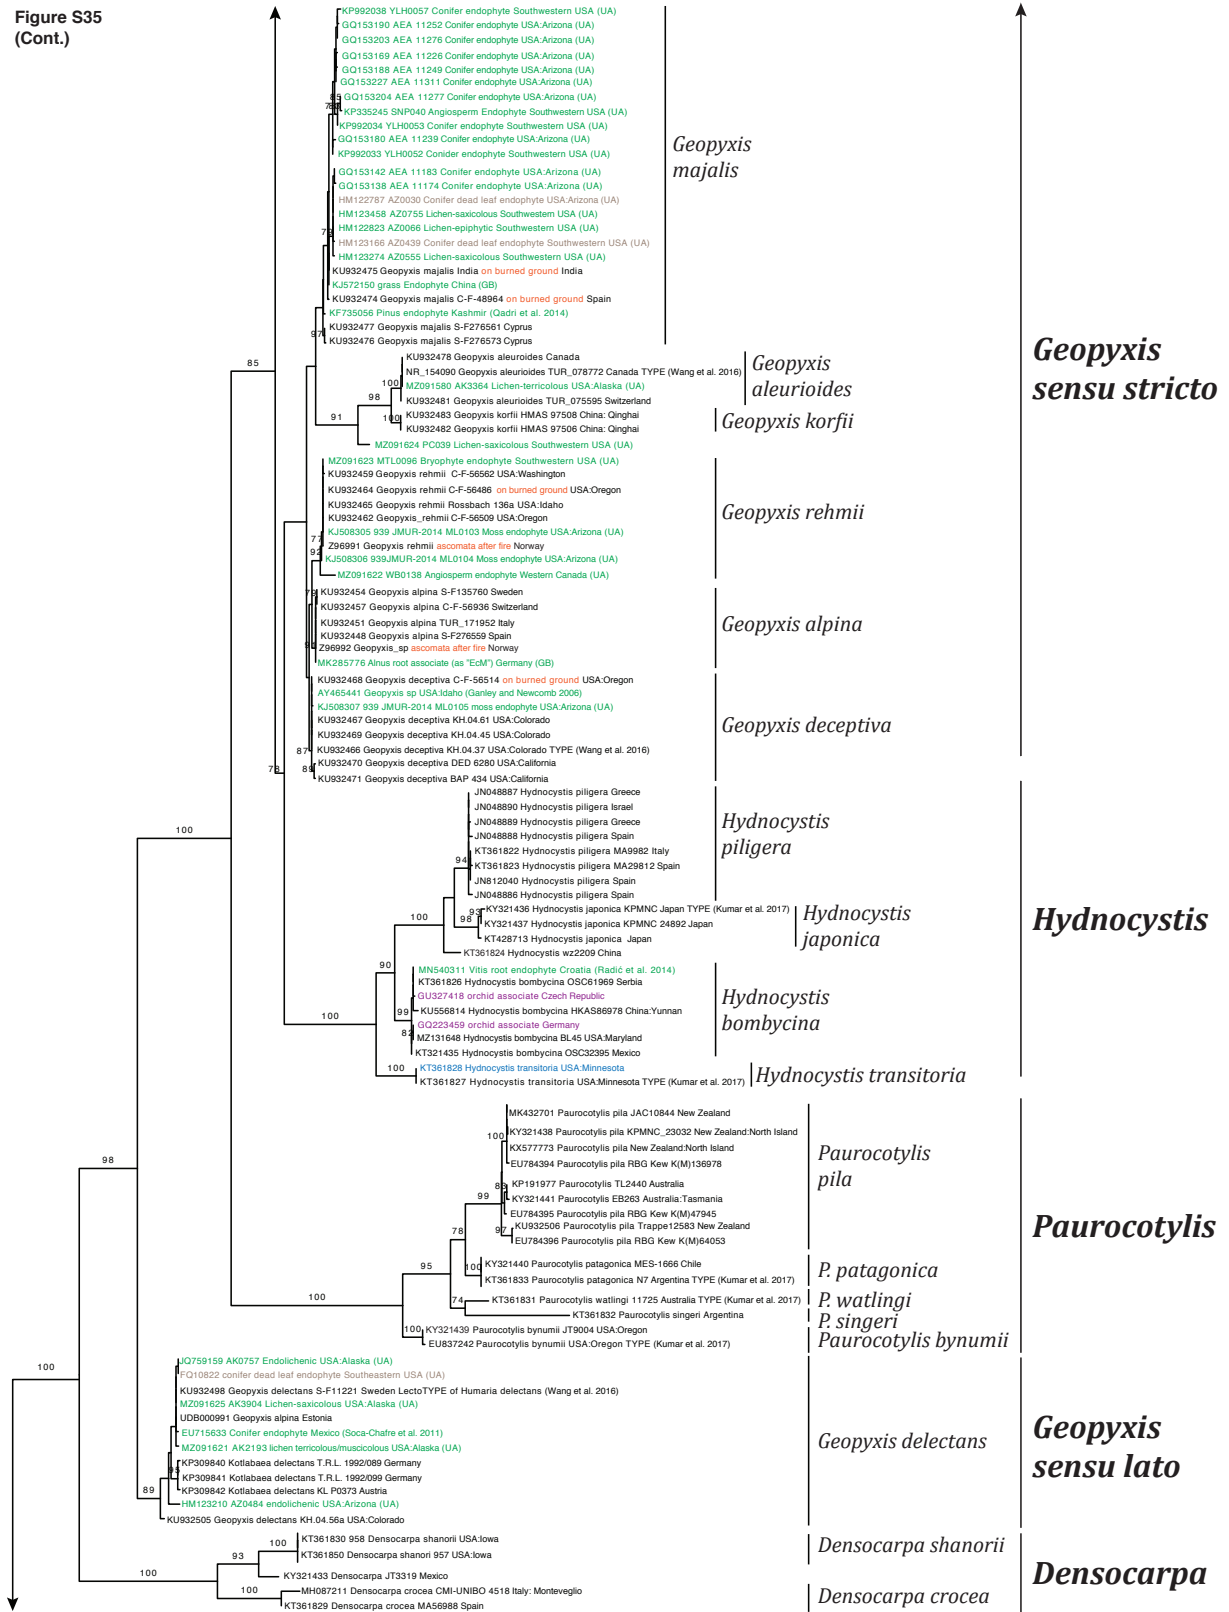 Figure S35
(Cont.)
KP992038 YLH0057 Conifer endophyte Southwestern USA (UA)
GQ153190 AEA 11252 Conifer endophyte USA:Arizona (UA)
GQ153203 AEA 11276 Conifer endophyte USA:Arizona (UA)
GQ153169 AEA 11226 Conifer endophyte USA:Arizona (UA)
GQ153188 AEA 11249 Conifer endophyte USA:Arizona (UA)
GQ153227 AEA 11311 Conifer endophyte USA:Arizona (UA)
GQ153204 AEA 11277 Conifer endophyte USA:Arizona (UA)
KP335245 SNP040 Angiosperm Endophyte Southwestern USA (UA)
KP992034 YLH0053 Conifer endophyte Southwestern USA (UA)
GQ153180 AEA 11239 Conifer endophyte USA:Arizona (UA)
KP992033 YLH0052 Conider endophyte Southwestern USA (UA)
Geopyxis
majalis
GQ153142 AEA 11183 Conifer endophyte USA:Arizona (UA)
GQ153138 AEA 11174 Conifer endophyte USA:Arizona (UA)
HM122787 AZ0030 Conifer dead leaf endophyte USA:Arizona (UA)
HM123458 AZ0755 Lichen-saxicolous Southwestern USA (UA)
HM122823 AZ0066 Lichen-epiphytic Southwestern USA (UA)
HM123166 AZ0439 Conifer dead leaf endophyte Southwestern USA (UA)
HM123274 AZ0555 Lichen-saxicolous Southwestern USA (UA)
KU932475 Geopyxis majalis India on burned ground India
KJ572150 grass Endophyte China (GB)
KU932474 Geopyxis majalis C-F-48964 on burned ground Spain
KF735056 Pinus endophyte Kashmir (Qadri et al. 2014)
KU932477 Geopyxis majalis S-F276561 Cyprus
97
KU932476 Geopyxis majalis S-F276573 Cyprus
85
KU932478 Geopyxis aleuroides Canada
NR_154090 Geopyxis aleurioides TUR_078772 Canada TYPE (Wang et al. 2016)
100
MZ091580 AK3364 Lichen-terricolous USA:Alaska (UA)
98
KU932481 Geopyxis aleurioides TUR_075595 Switzerland
Geopyxis
aleurioides
91
KU932483 Geopyxis korfii HMAS 97508 China: Qinghai
100
KU932482 Geopyxis korfii HMAS 97506 China: Qinghai
Geopyxis korfii
MZ091624 PC039 Lichen-saxicolous Southwestern USA (UA)
Geopyxis
sensu stricto
MZ091623 MTL0096 Bryophyte endophyte Southwestern USA (UA)
KU932459 Geopyxis rehmii C-F-56562 USA:Washington
KU932464 Geopyxis rehmii C-F-56486 on burned ground USA:Oregon
KU932465 Geopyxis rehmii Rossbach 136a USA:Idaho
KU932462 Geopyxis_rehmii C-F-56509 USA:Oregon
KJ508305 939 JMUR-2014 ML0103 Moss endophyte USA:Arizona (UA)
77
Z96991 Geopyxis rehmii ascomata after fire Norway
92
KJ508306 939JMUR-2014 ML0104 Moss endophyte USA:Arizona (UA)
MZ091622 WB0138 Angiosperm endophyte Western Canada (UA)
Geopyxis rehmii
KU932454 Geopyxis alpina S-F135760 Sweden
KU932457 Geopyxis alpina C-F-56936 Switzerland
KU932451 Geopyxis alpina TUR_171952 Italy
KU932448 Geopyxis alpina S-F276559 Spain
Z96992 Geopyxis_sp ascomata after fire Norway
MK285776 Alnus root associate (as "EcM") Germany (GB)
Geopyxis alpina
KU932468 Geopyxis deceptiva C-F-56514 on burned ground USA:Oregon
AY465441 Geopyxis sp USA:Idaho (Ganley and Newcomb 2006)
KJ508307 939 JMUR-2014 ML0105 moss endophyte USA:Arizona (UA)
KU932467 Geopyxis deceptiva KH.04.61 USA:Colorado
KU932469 Geopyxis deceptiva KH.04.45 USA:Colorado
87
KU932466 Geopyxis deceptiva KH.04.37 USA:Colorado TYPE (Wang et al. 2016)
KU932470 Geopyxis deceptiva DED 6280 USA:California
KU932471 Geopyxis deceptiva BAP 434 USA:California
Geopyxis deceptiva
78
JN048887 Hydnocystis piligera Greece
JN048890 Hydnocystis piligera Israel
JN048889 Hydnocystis piligera Greece
JN048888 Hydnocystis piligera Spain
KT361822 Hydnocystis piligera MA9982 Italy
94
KT361823 Hydnocystis piligera MA29812 Spain
JN812040 Hydnocystis piligera Spain
JN048886 Hydnocystis piligera Spain
Hydnocystis
piligera
100
KY321436 Hydnocystis japonica KPMNC Japan TYPE (Kumar et al. 2017)
93
98
KY321437 Hydnocystis japonica KPMNC 24892 Japan
KT428713 Hydnocystis japonica Japan
Hydnocystis
japonica
KT361824 Hydnocystis wz2209 China
Hydnocystis
100
90
MN540311 Vitis root endophyte Croatia (Radić et al. 2014)
KT361826 Hydnocystis bombycina OSC61969 Serbia
GU327418 orchid associate Czech Republic
99
KU556814 Hydnocystis bombycina HKAS86978 China:Yunnan
GQ223459 orchid associate Germany
82
MZ131648 Hydnocystis bombycina BL45 USA:Maryland
KT321435 Hydnocystis bombycina OSC32395 Mexico
Hydnocystis
bombycina
100
KT361828 Hydnocystis transitoria USA:Minnesota
KT361827 Hydnocystis transitoria USA:Minnesota TYPE (Kumar et al. 2017)
Hydnocystis transitoria
100
98
MK432701 Paurocotylis pila JAC10844 New Zealand
KY321438 Paurocotylis pila KPMNC_23032 New Zealand:North Island
100
KX577773 Paurocotylis pila New Zealand:North Island
EU784394 Paurocotylis pila RBG Kew K(M)136978
KP191977 Paurocotylis TL2440 Australia
99
KY321441 Paurocotylis EB263 Australia:Tasmania
EU784395 Paurocotylis pila RBG Kew K(M)47945
KU932506 Paurocotylis pila Trappe12583 New Zealand
97
EU784396 Paurocotylis pila RBG Kew K(M)64053
Paurocotylis
pila
78
95
KY321440 Paurocotylis patagonica MES-1666 Chile
100
KT361833 Paurocotylis patagonica N7 Argentina TYPE (Kumar et al. 2017)
P. patagonica
74
KT361831 Paurocotylis watlingi 11725 Australia TYPE (Kumar et al. 2017)
P. watlingi
KT361832 Paurocotylis singeri Argentina
P. singeri
100
100
KY321439 Paurocotylis bynumii JT9004 USA:Oregon
EU837242 Paurocotylis bynumii USA:Oregon TYPE (Kumar et al. 2017)
Paurocotylis bynumii
Paurocotylis
100
JQ759159 AK0757 Endolichenic USA:Alaska (UA)
FQ10822 conifer dead leaf endophyte Southeastern USA (UA)
KU932498 Geopyxis delectans S-F11221 Sweden LectoTYPE of Humaria delectans (Wang et al. 2016)
MZ091625 AK3904 Lichen-saxicolous USA:Alaska (UA)
UDB000991 Geopyxis alpina Estonia
EU715633 Conifer endophyte Mexico (Soca-Chafre et al. 2011)
MZ091621 AK2193 lichen terricolous/muscicolous USA:Alaska (UA)
KP309840 Kotlabaea delectans T.R.L. 1992/089 Germany
95
KP309841 Kotlabaea delectans T.R.L. 1992/099 Germany
KP309842 Kotlabaea delectans KL P0373 Austria
89
HM123210 AZ0484 endolichenic USA:Arizona (UA)
KU932505 Geopyxis delectans KH.04.56a USA:Colorado
Geopyxis delectans
Geopyxis
sensu lato
100
KT361830 958 Densocarpa shanorii USA:Iowa
KT361850 Densocarpa shanori 957 USA:Iowa
Densocarpa shanorii
93
KY321433 Densocarpa JT3319 Mexico
100
100
MH087211 Densocarpa crocea CMI-UNIBO 4518 Italy: Monteveglio
KT361829 Densocarpa crocea MA56988 Spain
Densocarpa crocea
Densocarpa